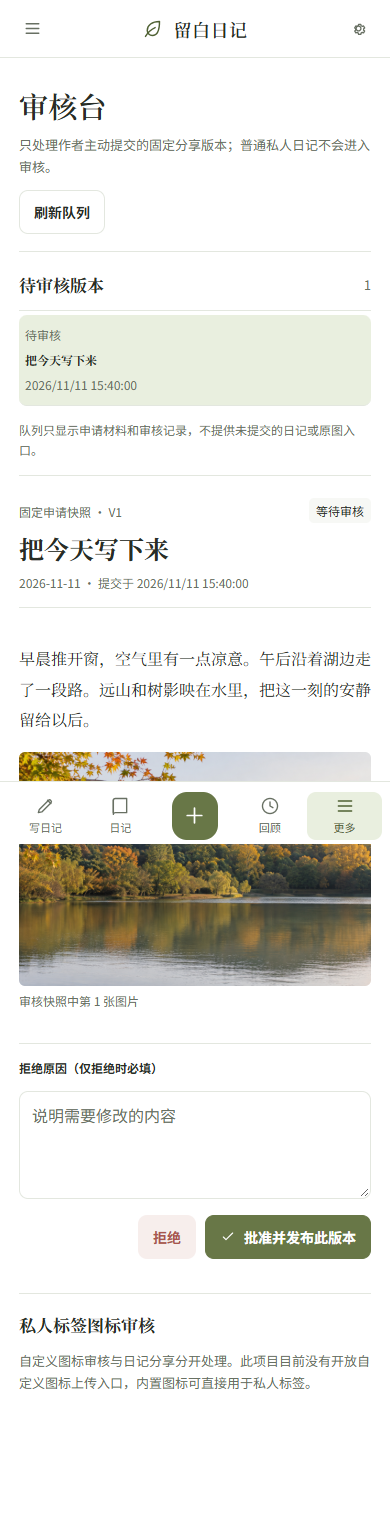 留白日记
审核台
只处理作者主动提交的固定分享版本；普通私人日记不会进入
审核。
刷新队列
待审核版本
1
待审核
把今天写下来
2026/11/11 15:40:00
队列只显示申请材料和审核记录，不提供未提交的日记或原图入
口。
固定申请快照 · V1
等待审核
把今天写下来
2026-11-11 · 提交于 2026/11/11 15:40:00
早晨推开窗，空气里有一点凉意。午后沿着湖边走
了一段路。远山和树影映在水里，把这一刻的安静
留给以后。
写日记
日记
回顾
更多
审核快照中第 1 张图片
拒绝原因（仅拒绝时必填）
说明需要修改的内容
拒绝
批准并发布此版本
私人标签图标审核
自定义图标审核与日记分享分开处理。此项目目前没有开放自
定义图标上传入口，内置图标可直接用于私人标签。